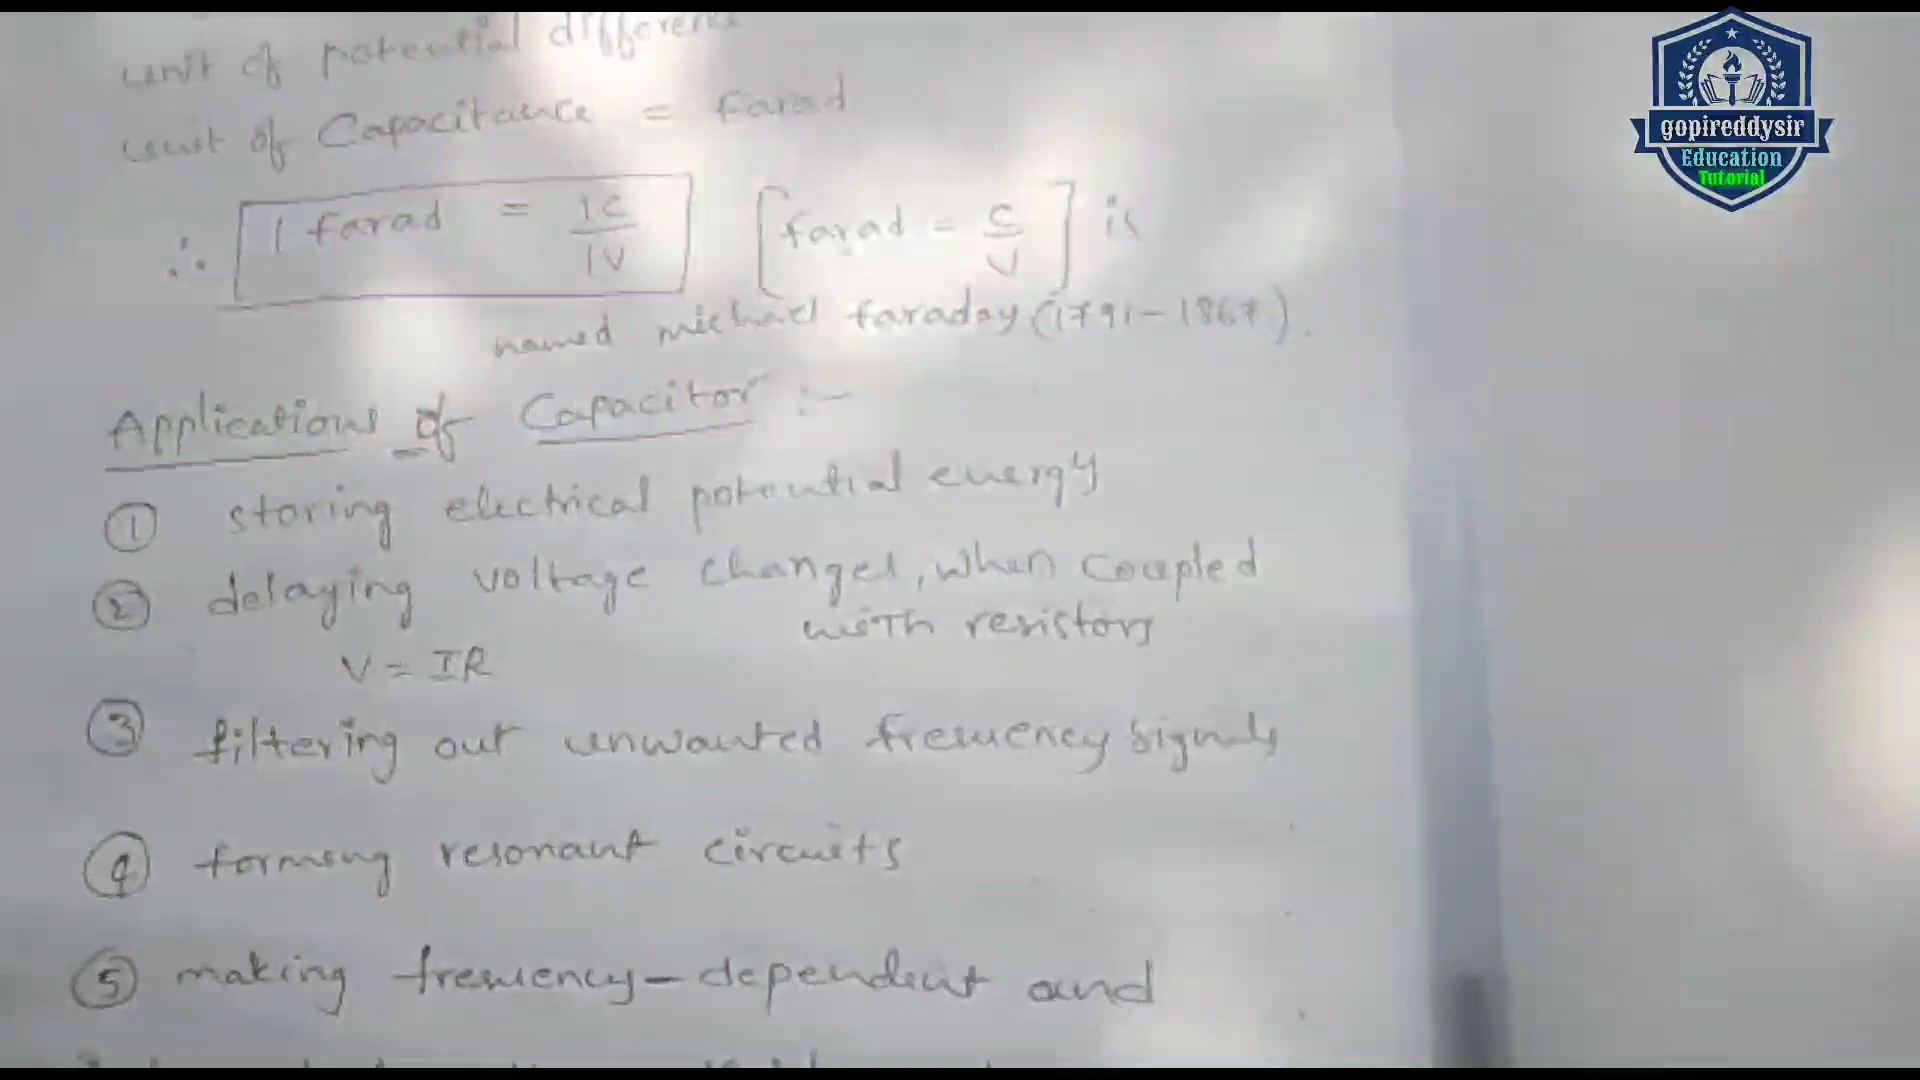 unit of potential difference
unit of Capacitance = Farad
∴ 1 farad = 1C/1V [farad = C/V] is
named michael faraday (1791-1867).
Applications of Capacitor :-
① storing electrical potential energy
② delaying voltage changes, when coupled
with resistors
V = IR
③ filtering out unwanted frequency signals
④ forming resonant circuits
⑤ making frequency-dependent and
gopireddysir
Education
Tutorial